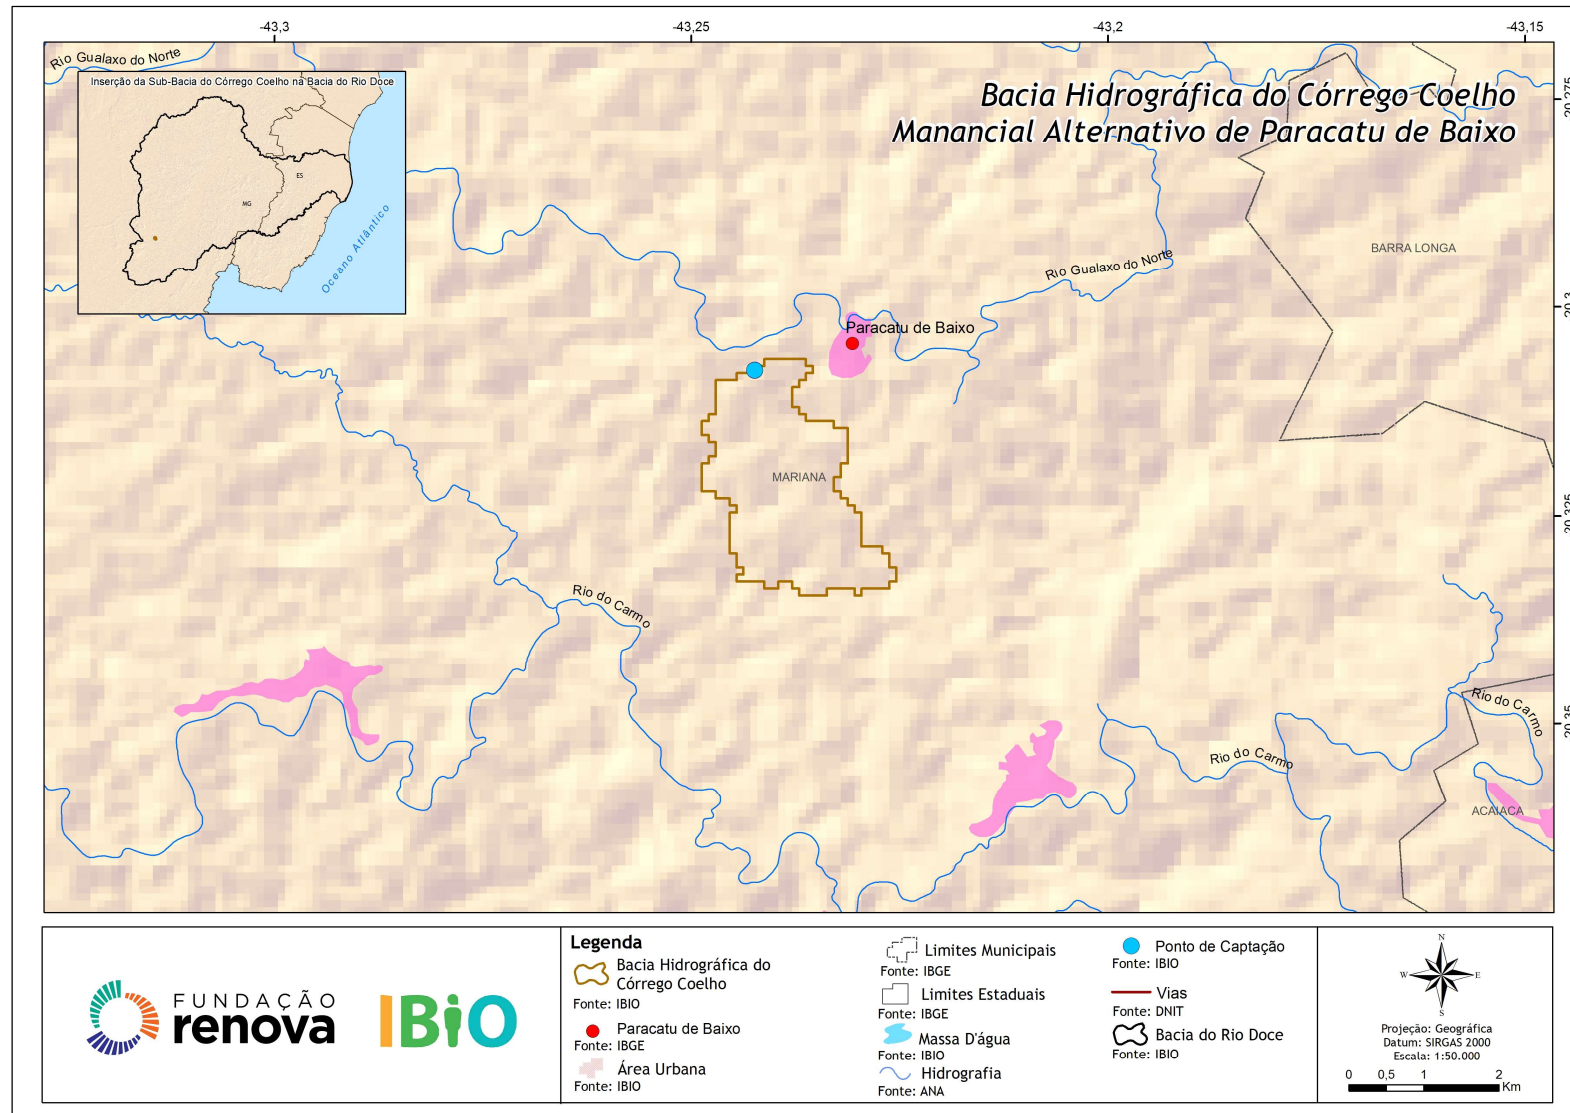 -43,3
-43,25
-43,2
-43,15
Rio Gualaxo do Norte
Inserção da Sub-Bacia do Córrego Coelho na Bacia do Rio Doce
ES
MG
Oceano Atlântico
Bacia Hidrográfica do Córrego Coelho
Manancial Alternativo de Paracatu de Baixo
BARRA LONGA
Rio Gualaxo do Norte
Paracatu de Baixo
MARIANA
Rio do Carmo
Rio do Carmo
Rio do Carmo
ACAIACA
FUNDAÇÃO
renova
IBiO
Legenda
Bacia Hidrográfica do
Córrego Coelho
Fonte: IBIO
Paracatu de Baixo
Fonte: IBGE
Área Urbana
Fonte: IBIO
Limites Municipais
Fonte: IBGE
Limites Estaduais
Fonte: IBGE
Massa D'água
Fonte: IBIO
Hidrografia
Fonte: ANA
Ponto de Captação
Fonte: IBIO
Vias
Fonte: DNIT
Bacia do Rio Doce
Fonte: IBIO
N
W E
S
Projeção: Geográfica
Datum: SIRGAS 2000
Escala: 1:50.000
0 0,5 1 2
Km